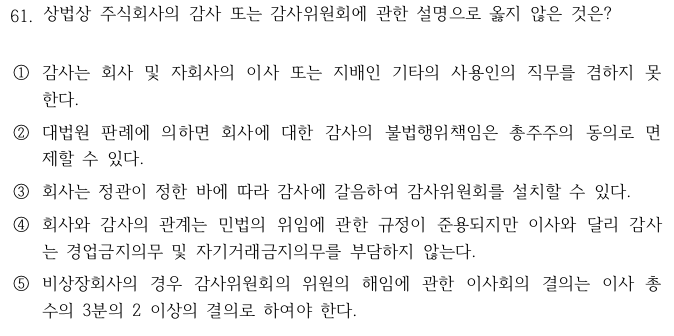 61. 상법상 주식회사의 감사 또는 감사위원회에 관한 설명으로 옳지 않은 것은?
① 감사는 회사 및 자회사의 이사 또는 지배인 기타의 사용인의 직무를 겸하지 못
한다.
② 대법원 판례에 의하면 회사에 대한 감사의 불법행위책임은 총주주의 동의로 면
제할 수 있다.
③ 회사는 정관이 정한 바에 따라 감사에 갈음하여 감사위원회를 설치할 수 있다.
④ 회사와 감사의 관계는 민법의 위임에 관한 규정이 준용되지만 이사와 달리 감사
는 경업금지의무 및 자기거래금지의무를 부담하지 않는다.
⑤ 비상장회사의 경우 감사위원회의 위원의 해임에 관한 이사회의 결의는 이사 총
수의 3분의 2 이상의 결의로 하여야 한다.